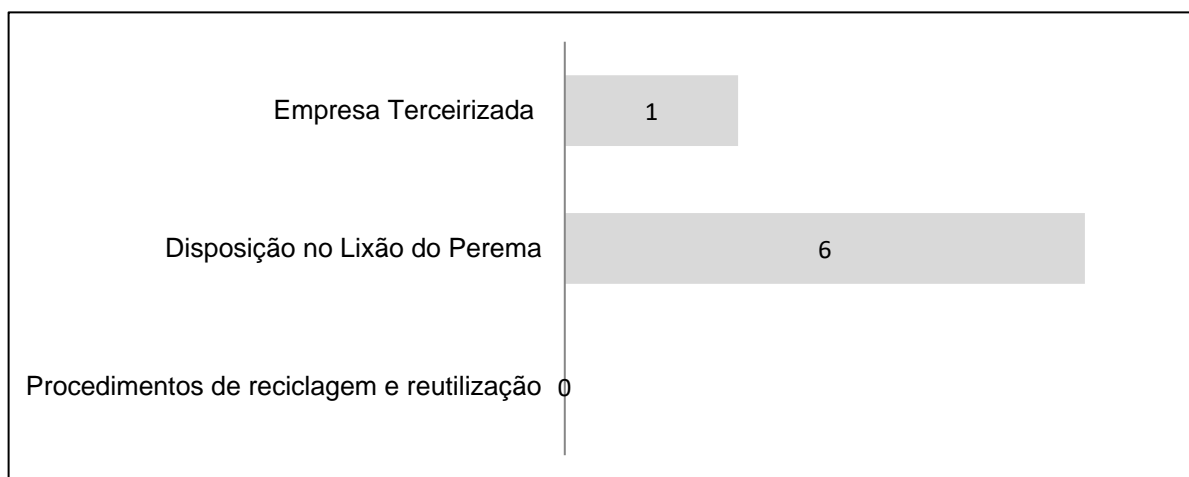 Empresa Terceirizada 1
Disposição no Lixão do Perema 6
Procedimentos de reciclagem e reutilização 0